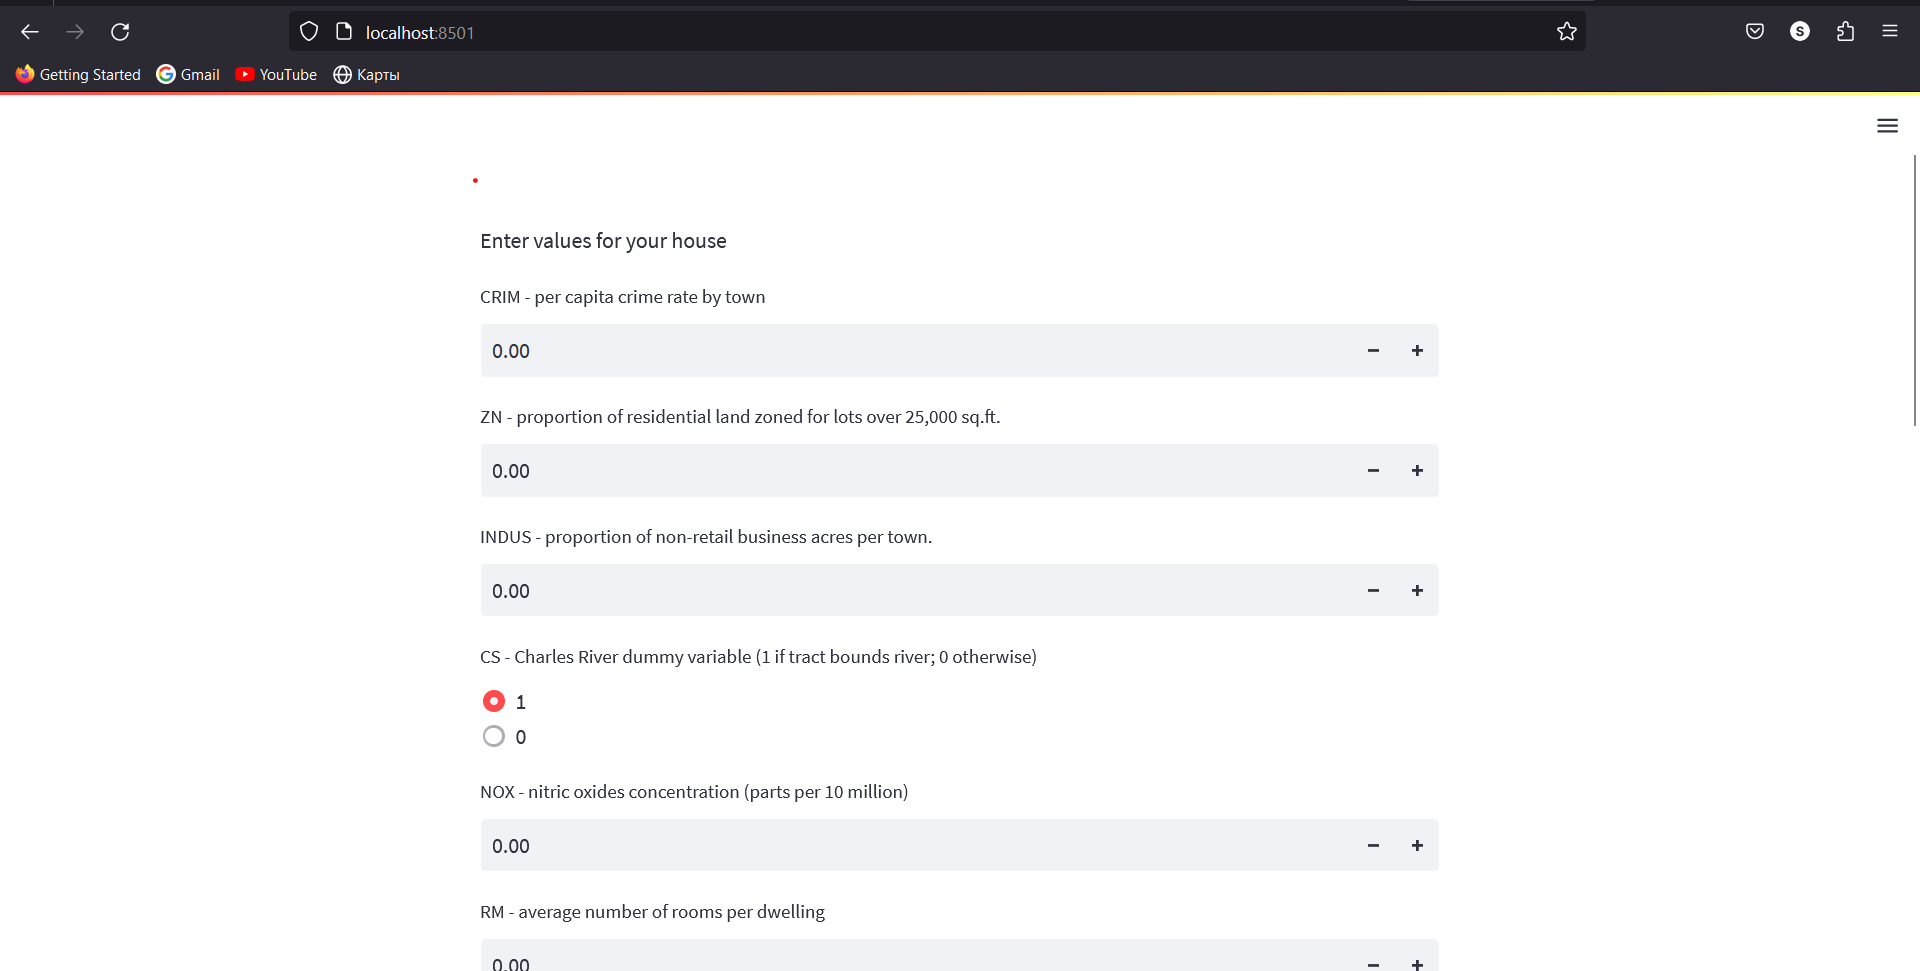 localhost:8501
S
Getting Started Gmail YouTube Карты
Enter values for your house
CRIM - per capita crime rate by town
0.00 − +
ZN - proportion of residential land zoned for lots over 25,000 sq.ft.
0.00 − +
INDUS - proportion of non-retail business acres per town.
0.00 − +
CS - Charles River dummy variable (1 if tract bounds river; 0 otherwise)
1
0
NOX - nitric oxides concentration (parts per 10 million)
0.00 − +
RM - average number of rooms per dwelling
0.00 − +